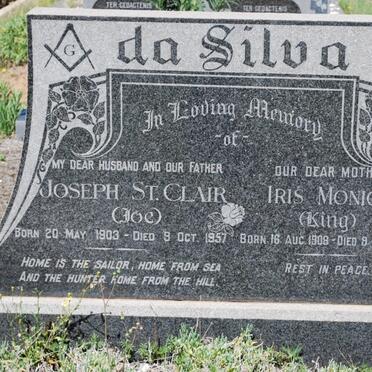 TER GEDAGTENIS TER GEDAGTENIS
G
da Silva
In Loving Memory
-of-
MY DEAR HUSBAND AND OUR FATHER
JOSEPH ST. CLAIR
(Joe)
BORN 20 MAY 1903 - DIED 9 OCT. 1957
HOME IS THE SAILOR, HOME FROM SEA
AND THE HUNTER HOME FROM THE HILL
OUR DEAR MOTH
IRIS MONIC
(King)
BORN 16 AUG. 1909 - DIED 8
REST IN PEACE